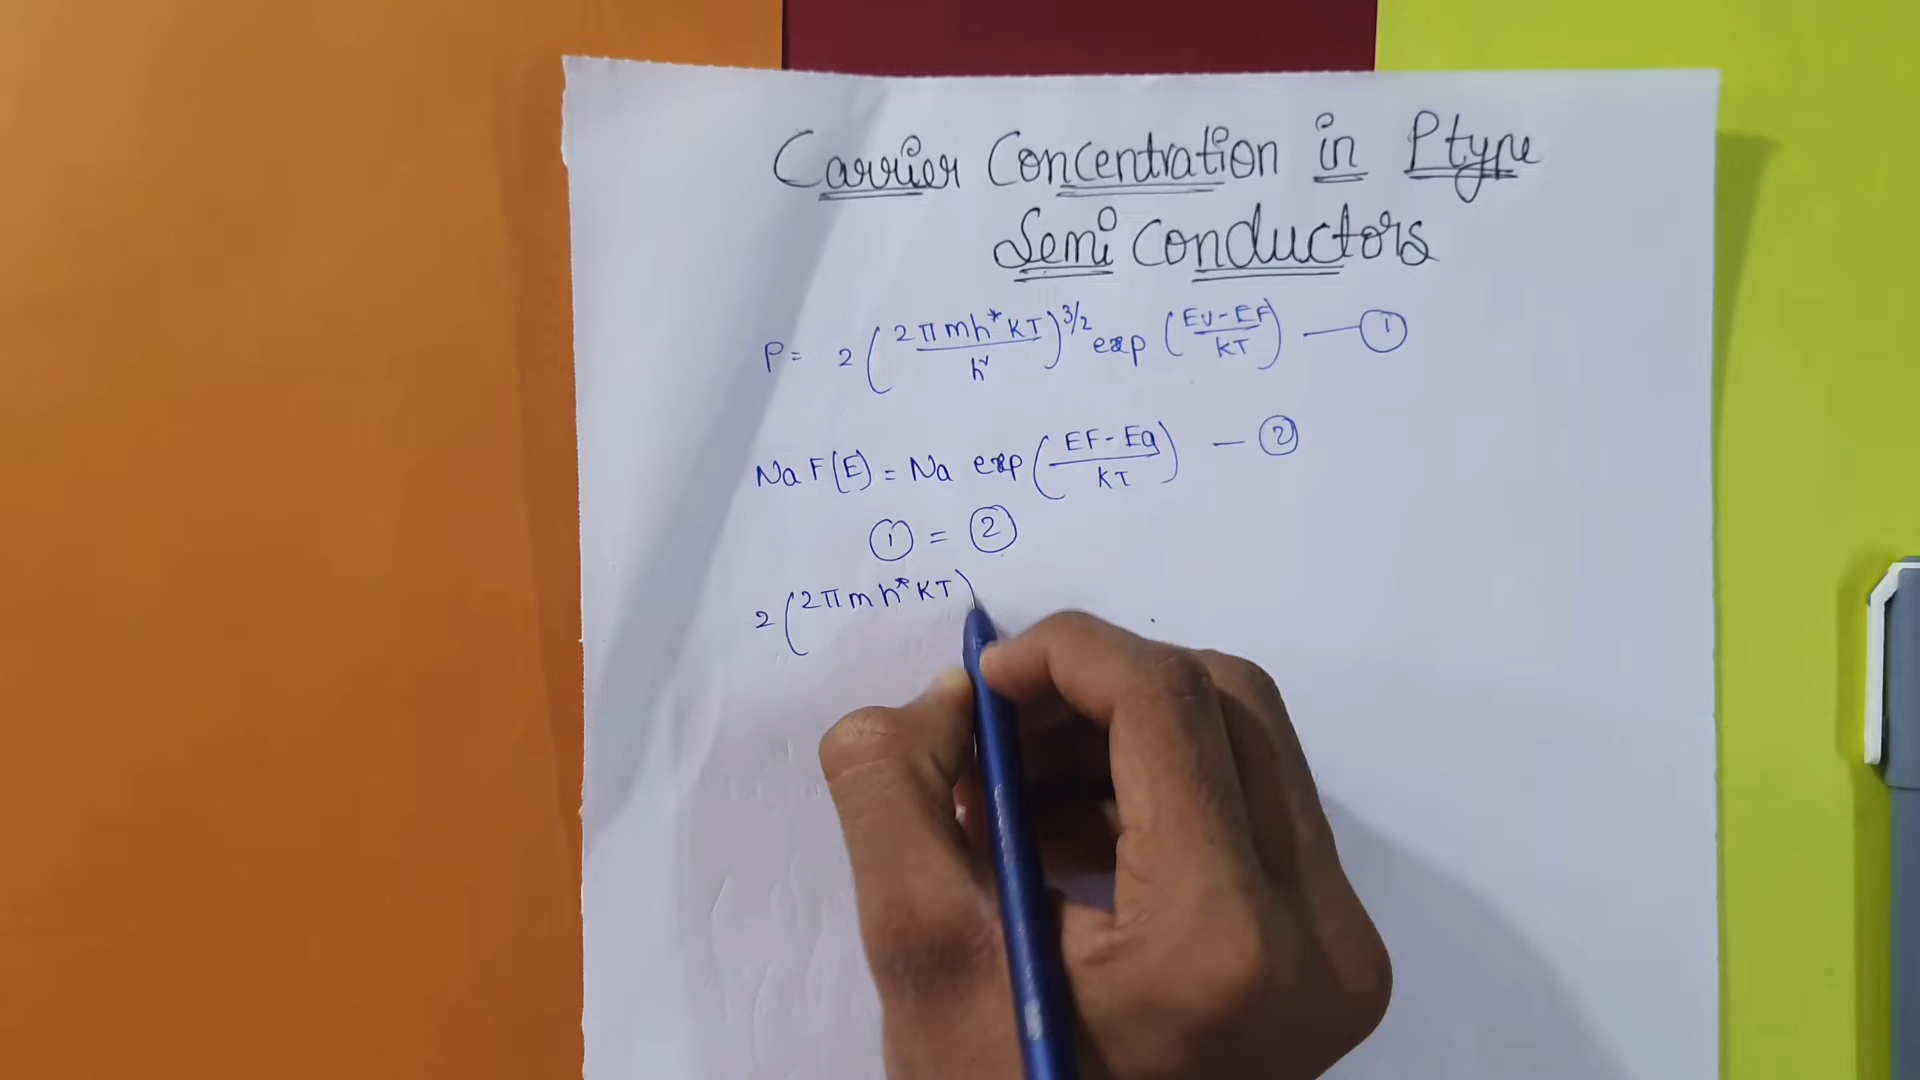 Carrier Concentration in P type
Semi Conductors
P = 2 (2πmh*KT/h²)^3/2 exp (Ev-EF/KT) — ①
Na F(E) = Na exp (EF-Ea/KT) — ②
① = ②
2 (2πmh*KT)